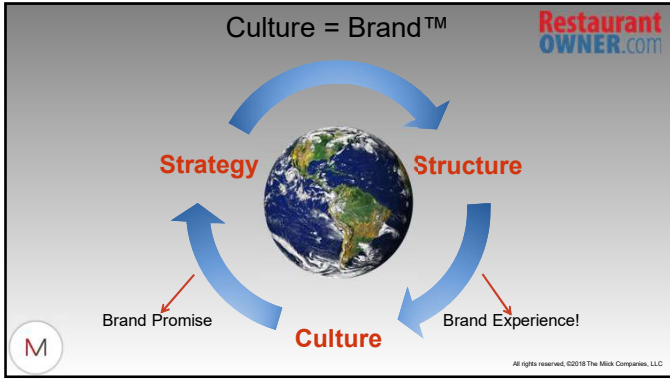 Culture = Brand™
Restaurant
OWNER.com
Strategy
Structure
Brand Promise
Brand Experience!
Culture
M
All rights reserved, ©2018 The Miick Companies, LLC